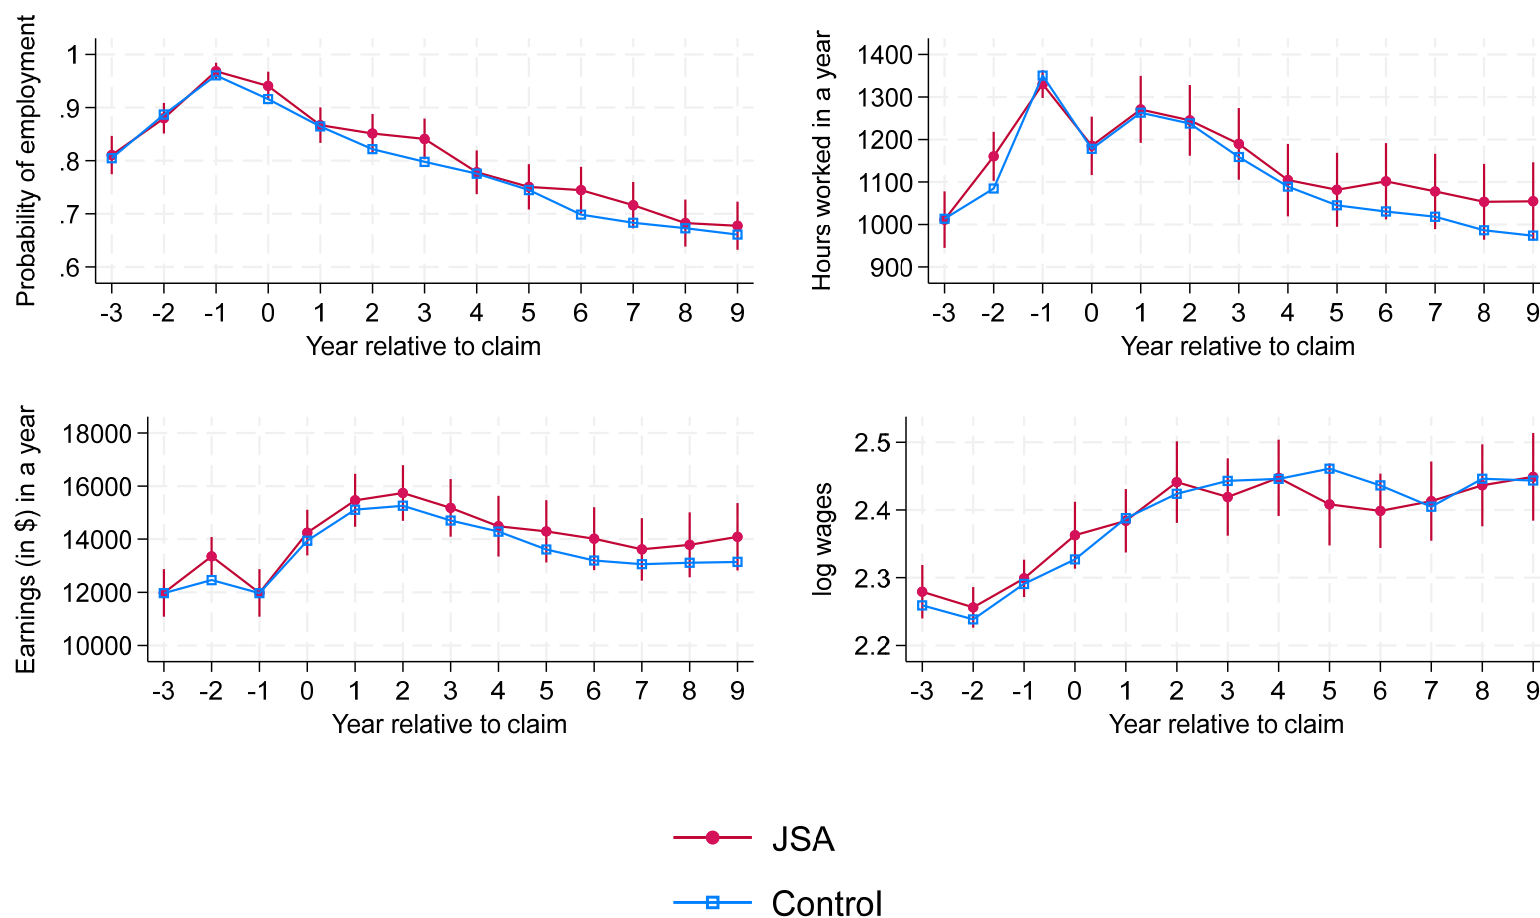 Probability of employment
1
.9
.8
.7
.6
-3 -2 -1 0 1 2 3 4 5 6 7 8 9
Year relative to claim
Hours worked in a year
1400
1300
1200
1100
1000
900
-3 -2 -1 0 1 2 3 4 5 6 7 8 9
Year relative to claim
Earnings (in $) in a year
18000
16000
14000
12000
10000
-3 -2 -1 0 1 2 3 4 5 6 7 8 9
Year relative to claim
log wages
2.5
2.4
2.3
2.2
-3 -2 -1 0 1 2 3 4 5 6 7 8 9
Year relative to claim
JSA
Control